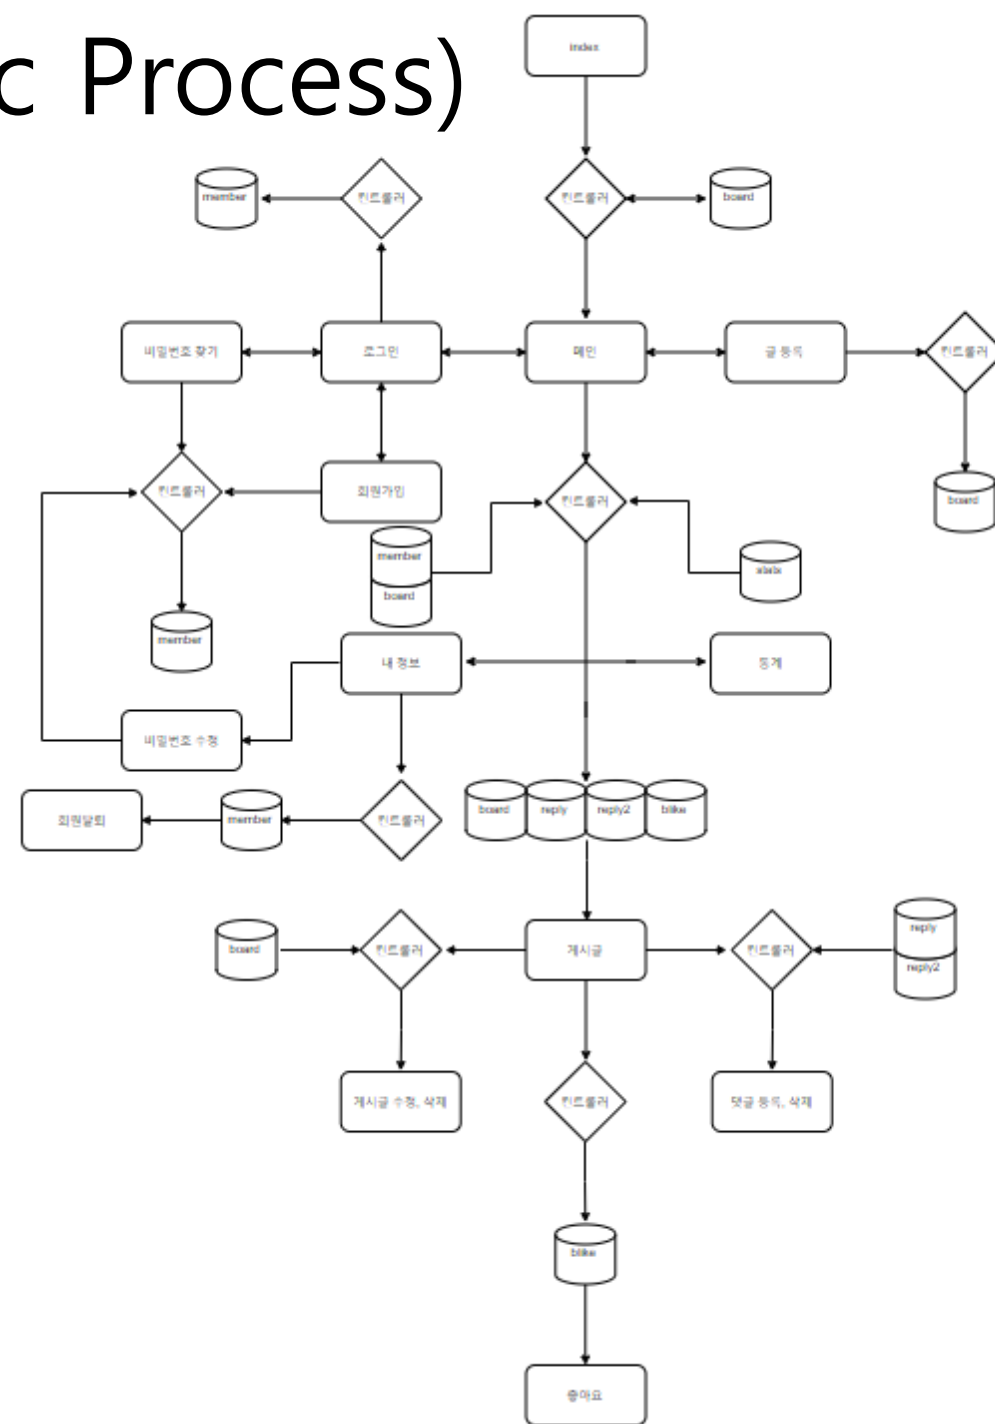 c Process)
index
member
컨트롤러
컨트롤러
board
비밀번호 찾기
로그인
메인
글 등록
컨트롤러
컨트롤러
회원가입
컨트롤러
board
member
board
stats
member
내 정보
통계
비밀번호 수정
회원탈퇴
member
컨트롤러
board
reply
reply2
blike
board
컨트롤러
게시글
컨트롤러
reply
reply2
게시글 수정, 삭제
컨트롤러
댓글 등록, 삭제
blike
좋아요